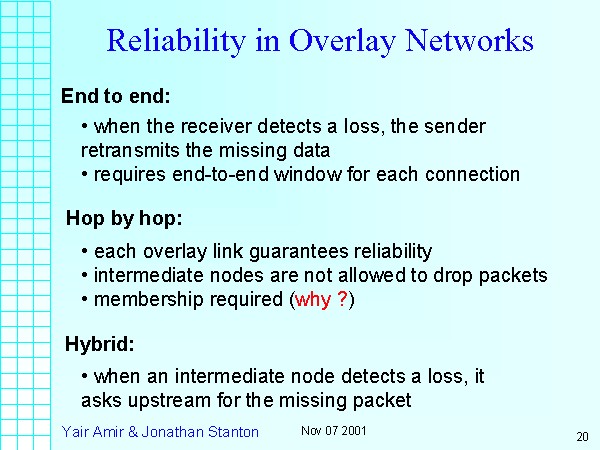 Reliability in Overlay Networks
End to end:
• when the receiver detects a loss, the sender
retransmits the missing data
• requires end-to-end window for each connection
Hop by hop:
• each overlay link guarantees reliability
• intermediate nodes are not allowed to drop packets
• membership required (why ?)
Hybrid:
• when an intermediate node detects a loss, it
asks upstream for the missing packet
Yair Amir & Jonathan Stanton
Nov 07 2001
20